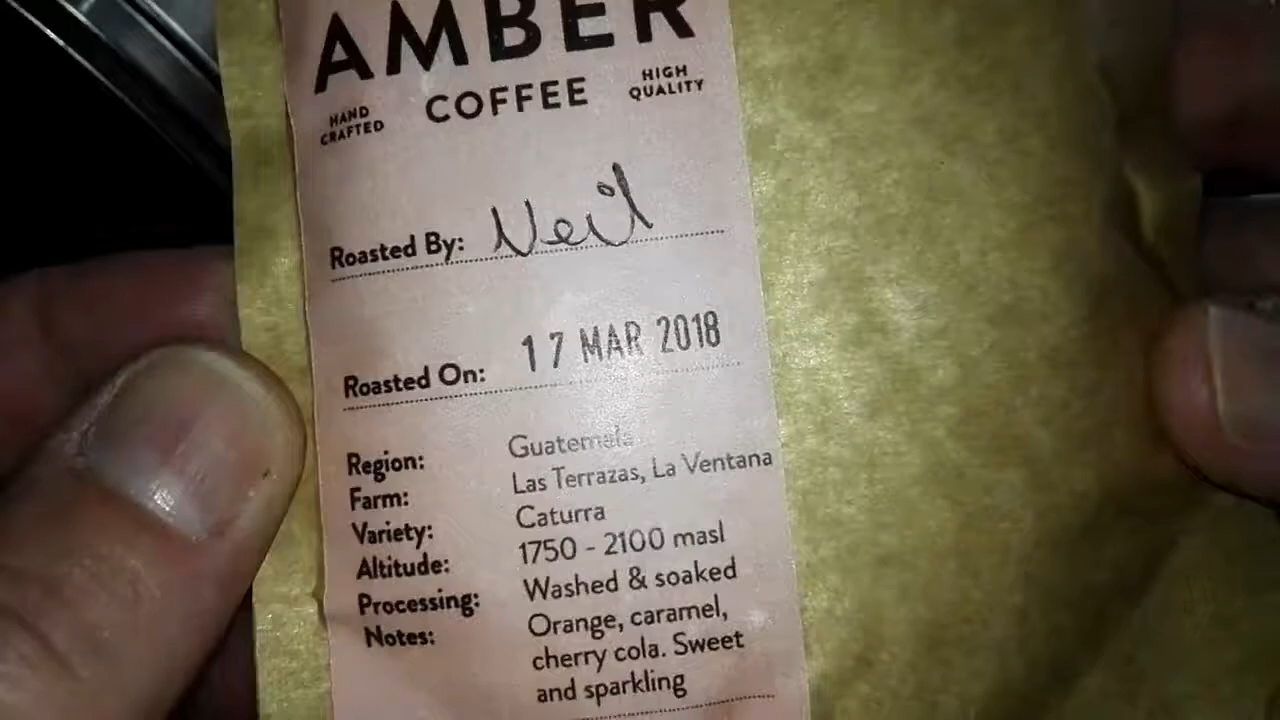 AMBER
HAND CRAFTED COFFEE HIGH QUALITY
Roasted By: Neil
Roasted On: 17 MAR 2018
Region: Guatemala
Farm: Las Terrazas, La Ventana
Variety: Caturra
Altitude: 1750 - 2100 masl
Processing: Washed & soaked
Notes: Orange, caramel,
cherry cola. Sweet
and sparkling